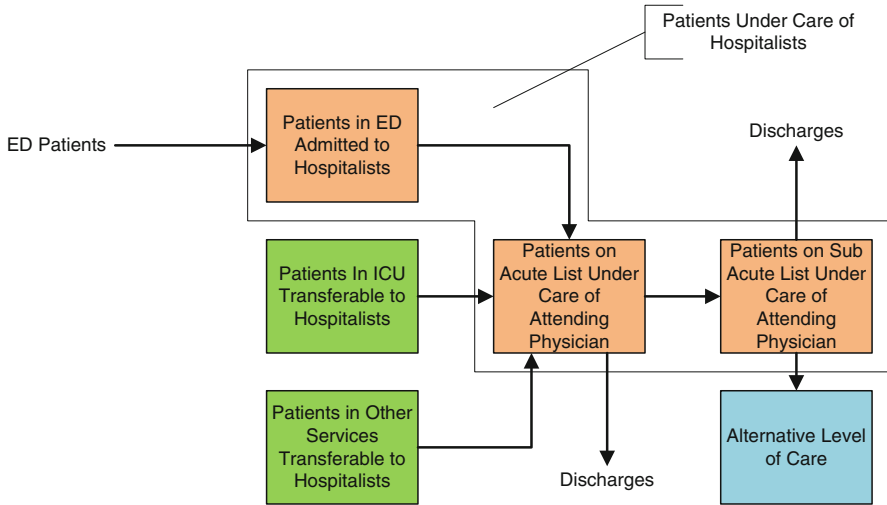 Patients Under Care of
Hospitalists
ED Patients
Patients in ED
Admitted to
Hospitalists
Discharges
Patients In ICU
Transferable to
Hospitalists
Patients on
Acute List Under
Care of
Attending
Physician
Patients on Sub
Acute List Under
Care of
Attending
Physician
Patients in Other
Services
Transferable to
Hospitalists
Discharges
Alternative Level
of Care